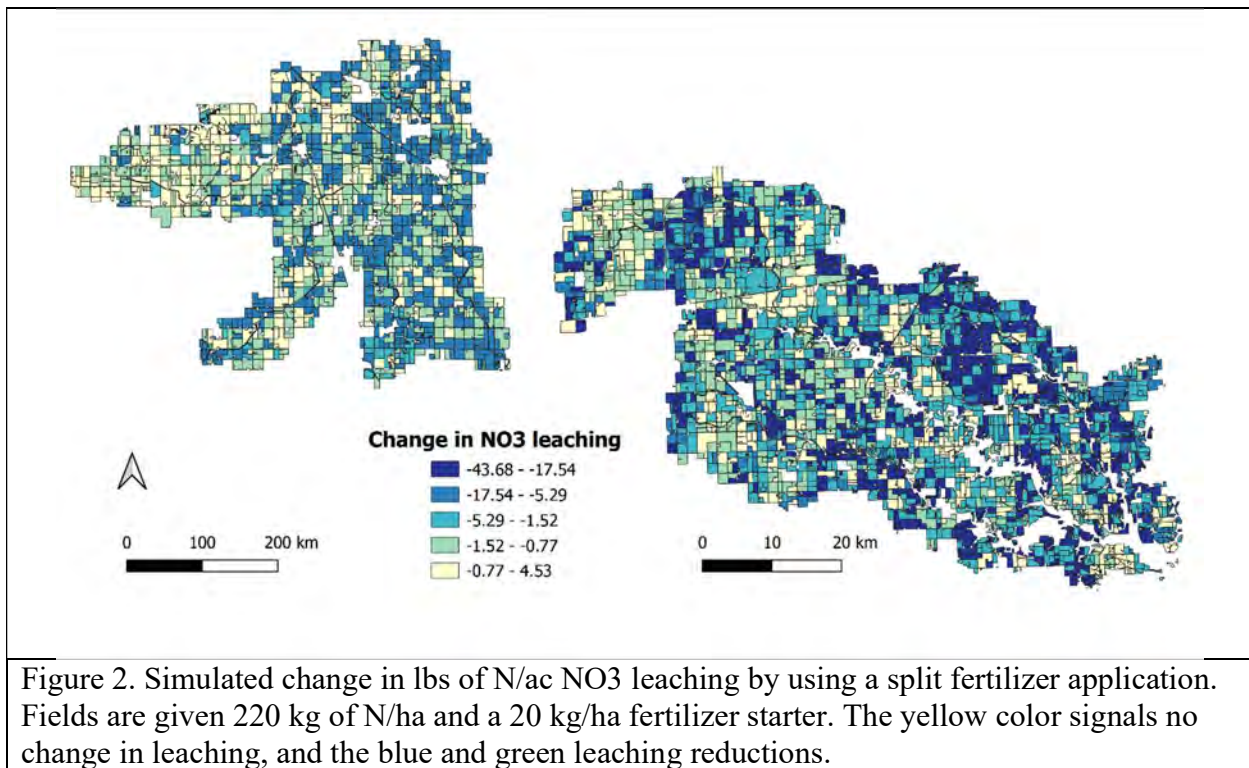 Change in NO3 leaching
-43.68 - -17.54
-17.54 - -5.29
-5.29 - -1.52
-1.52 - -0.77
-0.77 - 4.53
0 100 200 km
0 10 20 km
Figure 2. Simulated change in lbs of N/ac NO3 leaching by using a split fertilizer application.
Fields are given 220 kg of N/ha and a 20 kg/ha fertilizer starter. The yellow color signals no
change in leaching, and the blue and green leaching reductions.